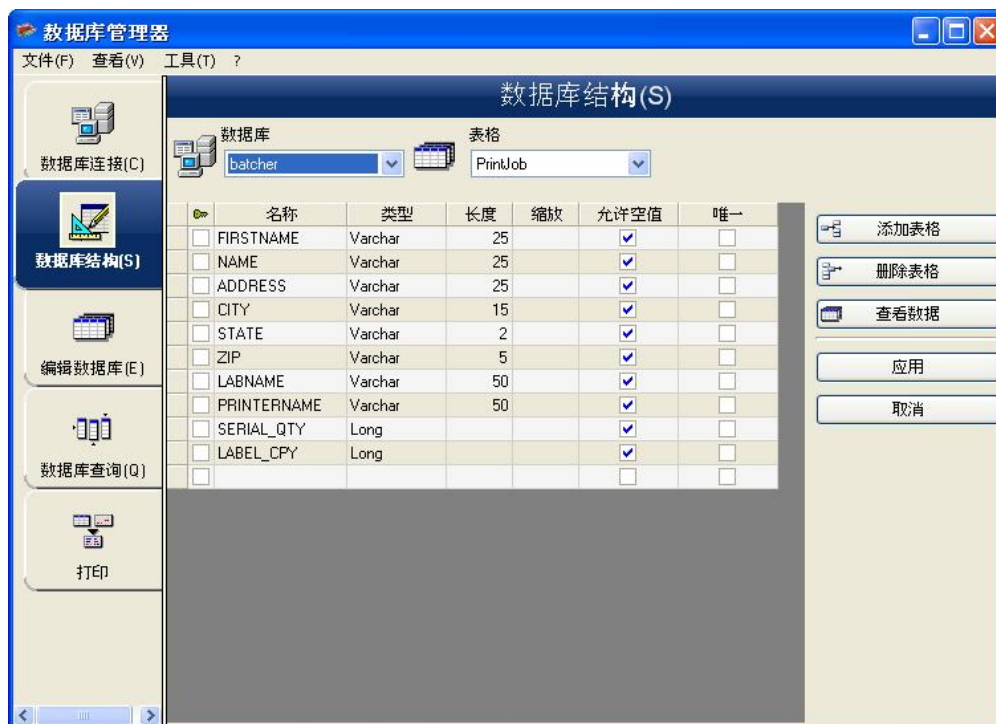 数据库管理器
文件(F) 查看(V) 工具(T) ?
数据库结构(S)
数据库连接(C)
数据库结构(S)
编辑数据库(E)
数据库查询(Q)
打印
数据库 表格
batcher PrintJob
名称 类型 长度 缩放 允许空值 唯一
FIRSTNAME Varchar 25
NAME Varchar 25
ADDRESS Varchar 25
CITY Varchar 15
STATE Varchar 2
ZIP Varchar 5
LABNAME Varchar 50
PRINTERNAME Varchar 50
SERIAL_QTY Long
LABEL_CPY Long
添加表格
删除表格
查看数据
应用
取消